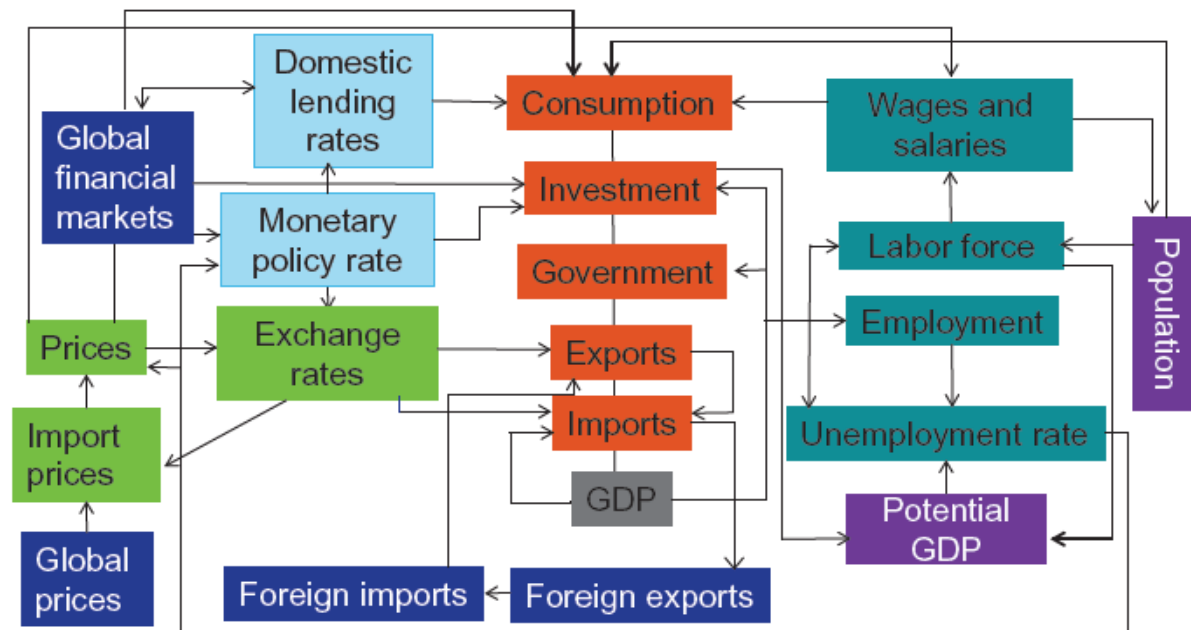 Domestic
lending
rates
Consumption
Wages and
salaries
Global
financial
markets
Investment
Monetary
policy rate
Government
Labor force
Population
Employment
Prices
Exchange
rates
Exports
Imports
Unemployment rate
Import
prices
GDP
Potential
GDP
Global
prices
Foreign imports
Foreign exports